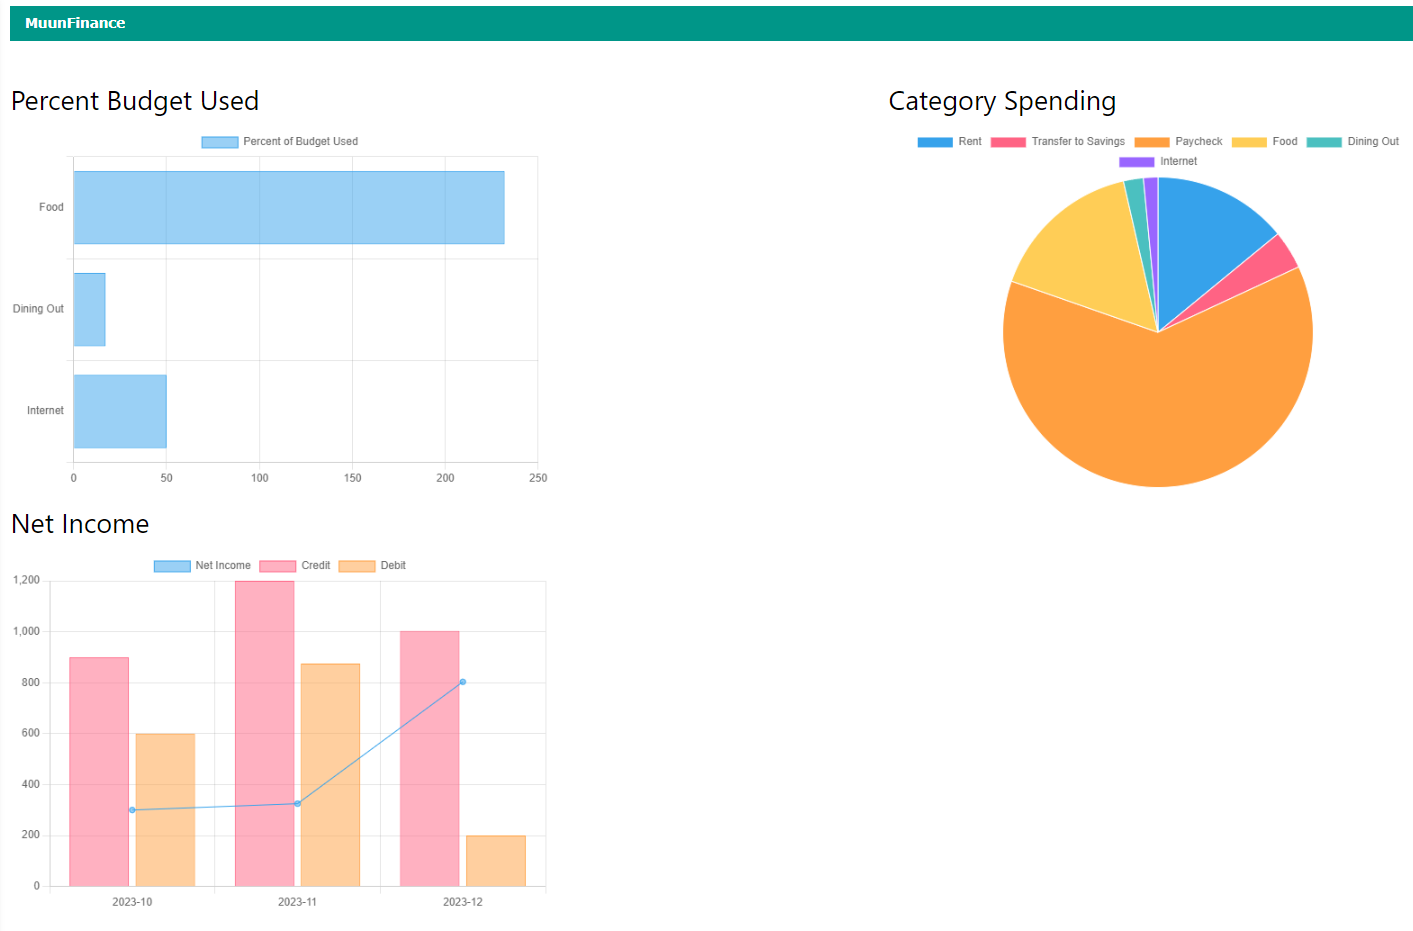 MuunFinance
Percent Budget Used
Percent of Budget Used
Food
Dining Out
Internet
0 50 100 150 200 250
Category Spending
Rent Transfer to Savings Paycheck Food Dining Out
Internet
Net Income
Net Income Credit Debit
1,200
1,000
800
600
400
200
0
2023-10 2023-11 2023-12